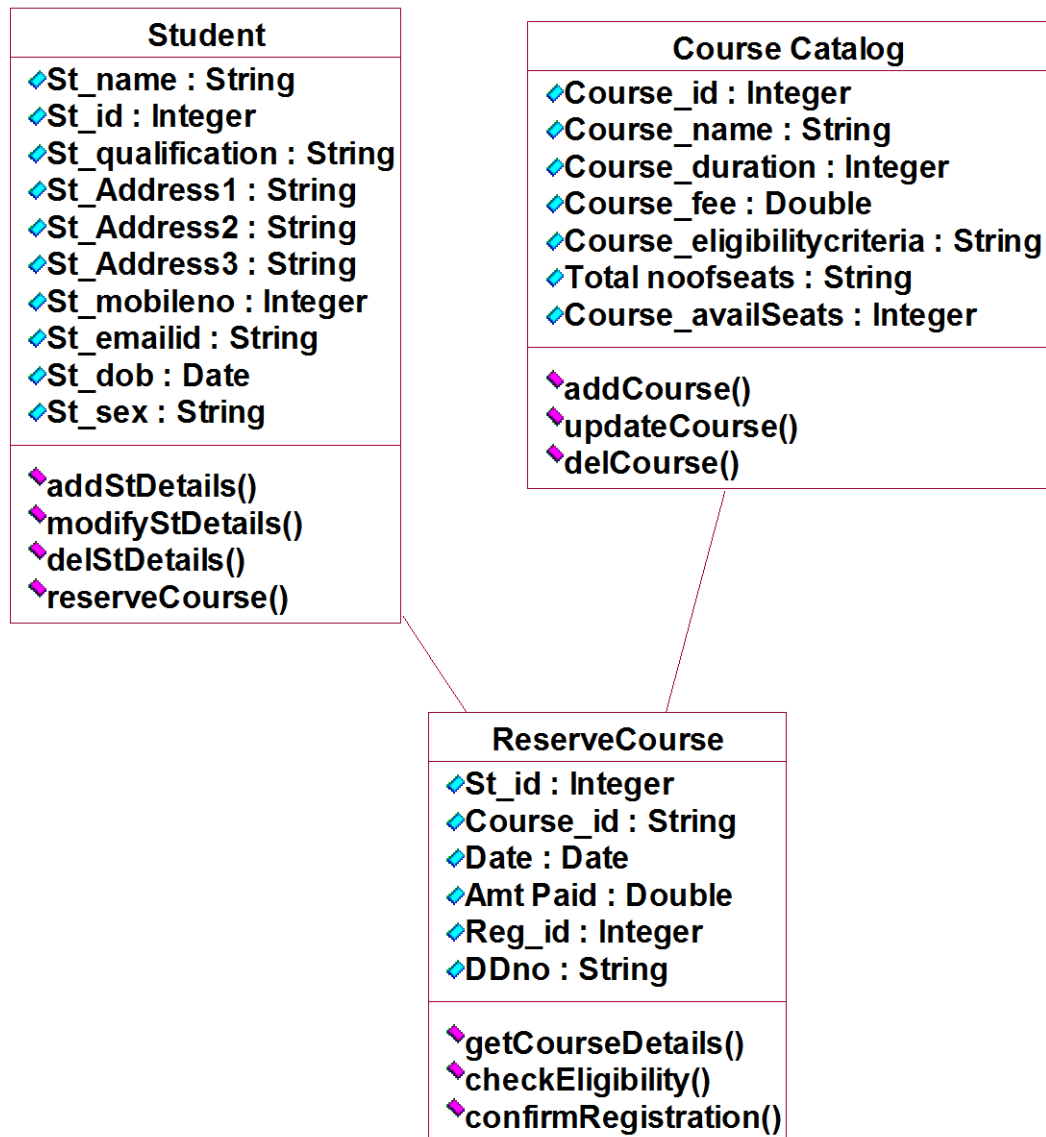 Student
St_name : String
St_id : Integer
St_qualification : String
St_Address1 : String
St_Address2 : String
St_Address3 : String
St_mobileno : Integer
St_emailid : String
St_dob : Date
St_sex : String
addStDetails()
modifyStDetails()
delStDetails()
reserveCourse()
Course Catalog
Course_id : Integer
Course_name : String
Course_duration : Integer
Course_fee : Double
Course_eligibilitycriteria : String
Total noofseats : String
Course_availSeats : Integer
addCourse()
updateCourse()
delCourse()
ReserveCourse
St_id : Integer
Course_id : String
Date : Date
Amt Paid : Double
Reg_id : Integer
DDno : String
getCourseDetails()
checkEligibility()
confirmRegistration()